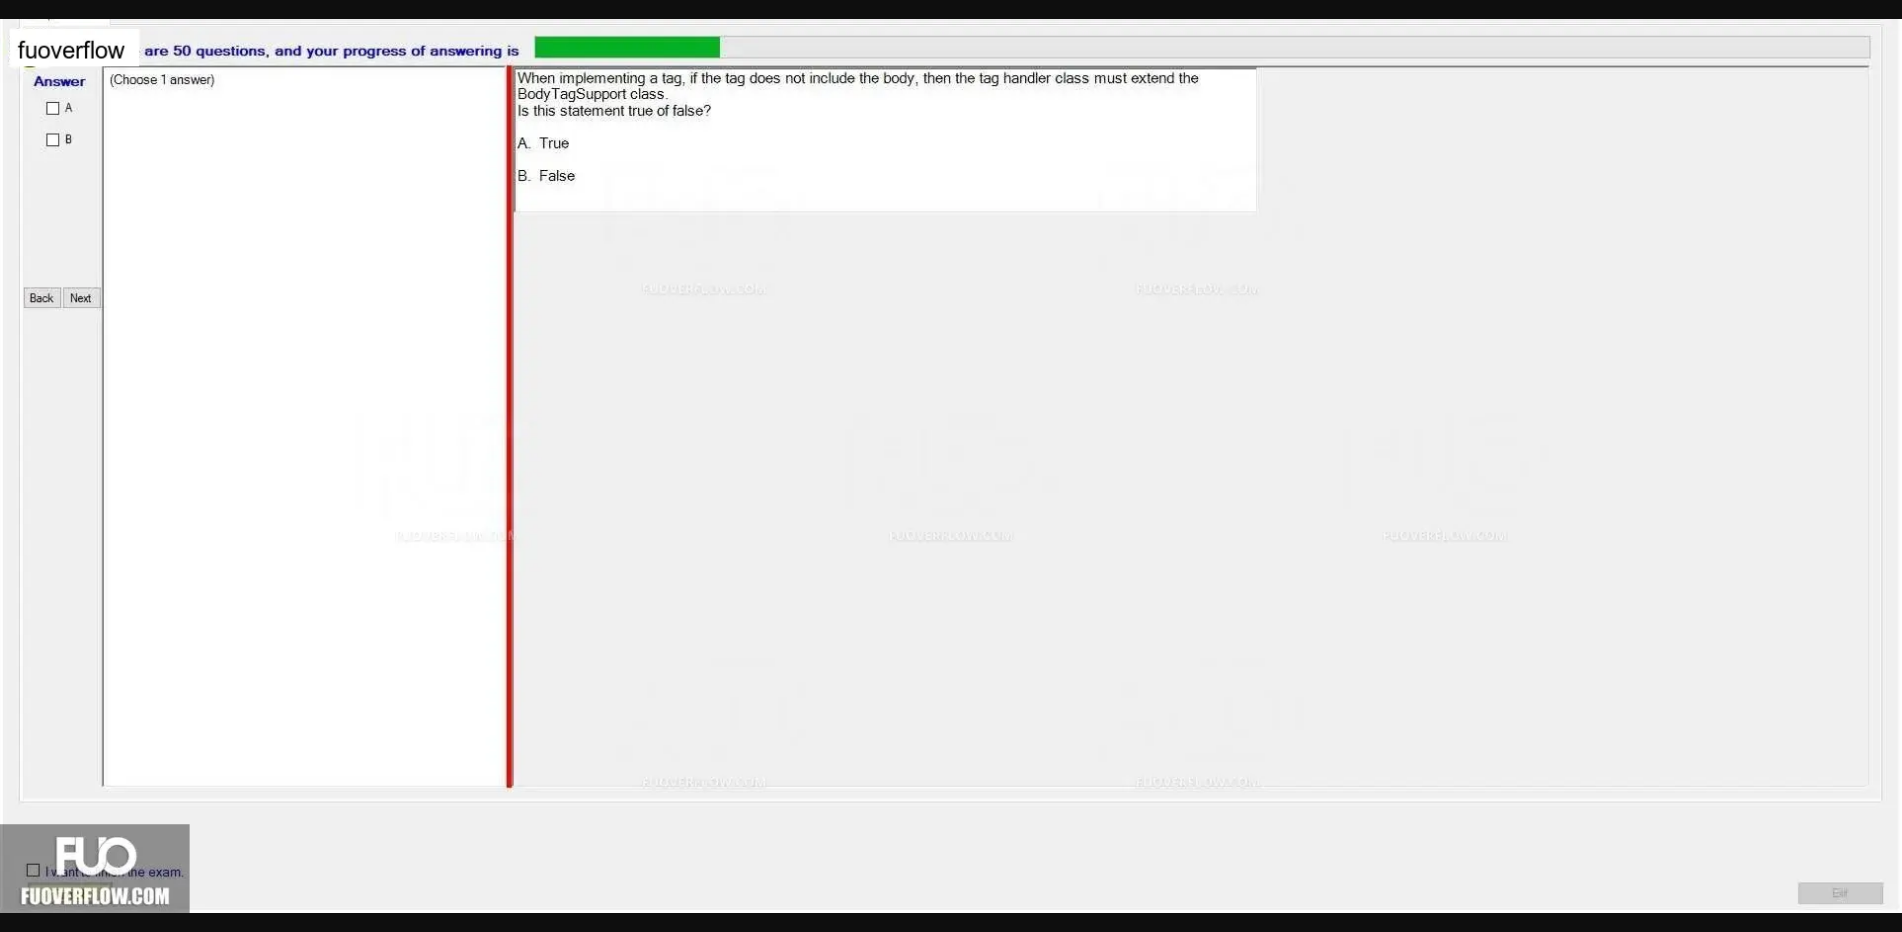 fuoverflow are 50 questions, and your progress of answering is
Answer
(Choose 1 answer)
A
B
Back Next
When implementing a tag, if the tag does not include the body, then the tag handler class must extend the
BodyTagSupport class.
Is this statement true of false?
A. True
B. False
FUOVERFLOW.COM FUOVERFLOW.COM
FUOVERFLOW.COM FUOVERFLOW.COM FUOVERFLOW.COM
FUOVERFLOW.COM FUOVERFLOW.COM
FUO
I want to finish the exam.
FUOVERFLOW.COM
Exit